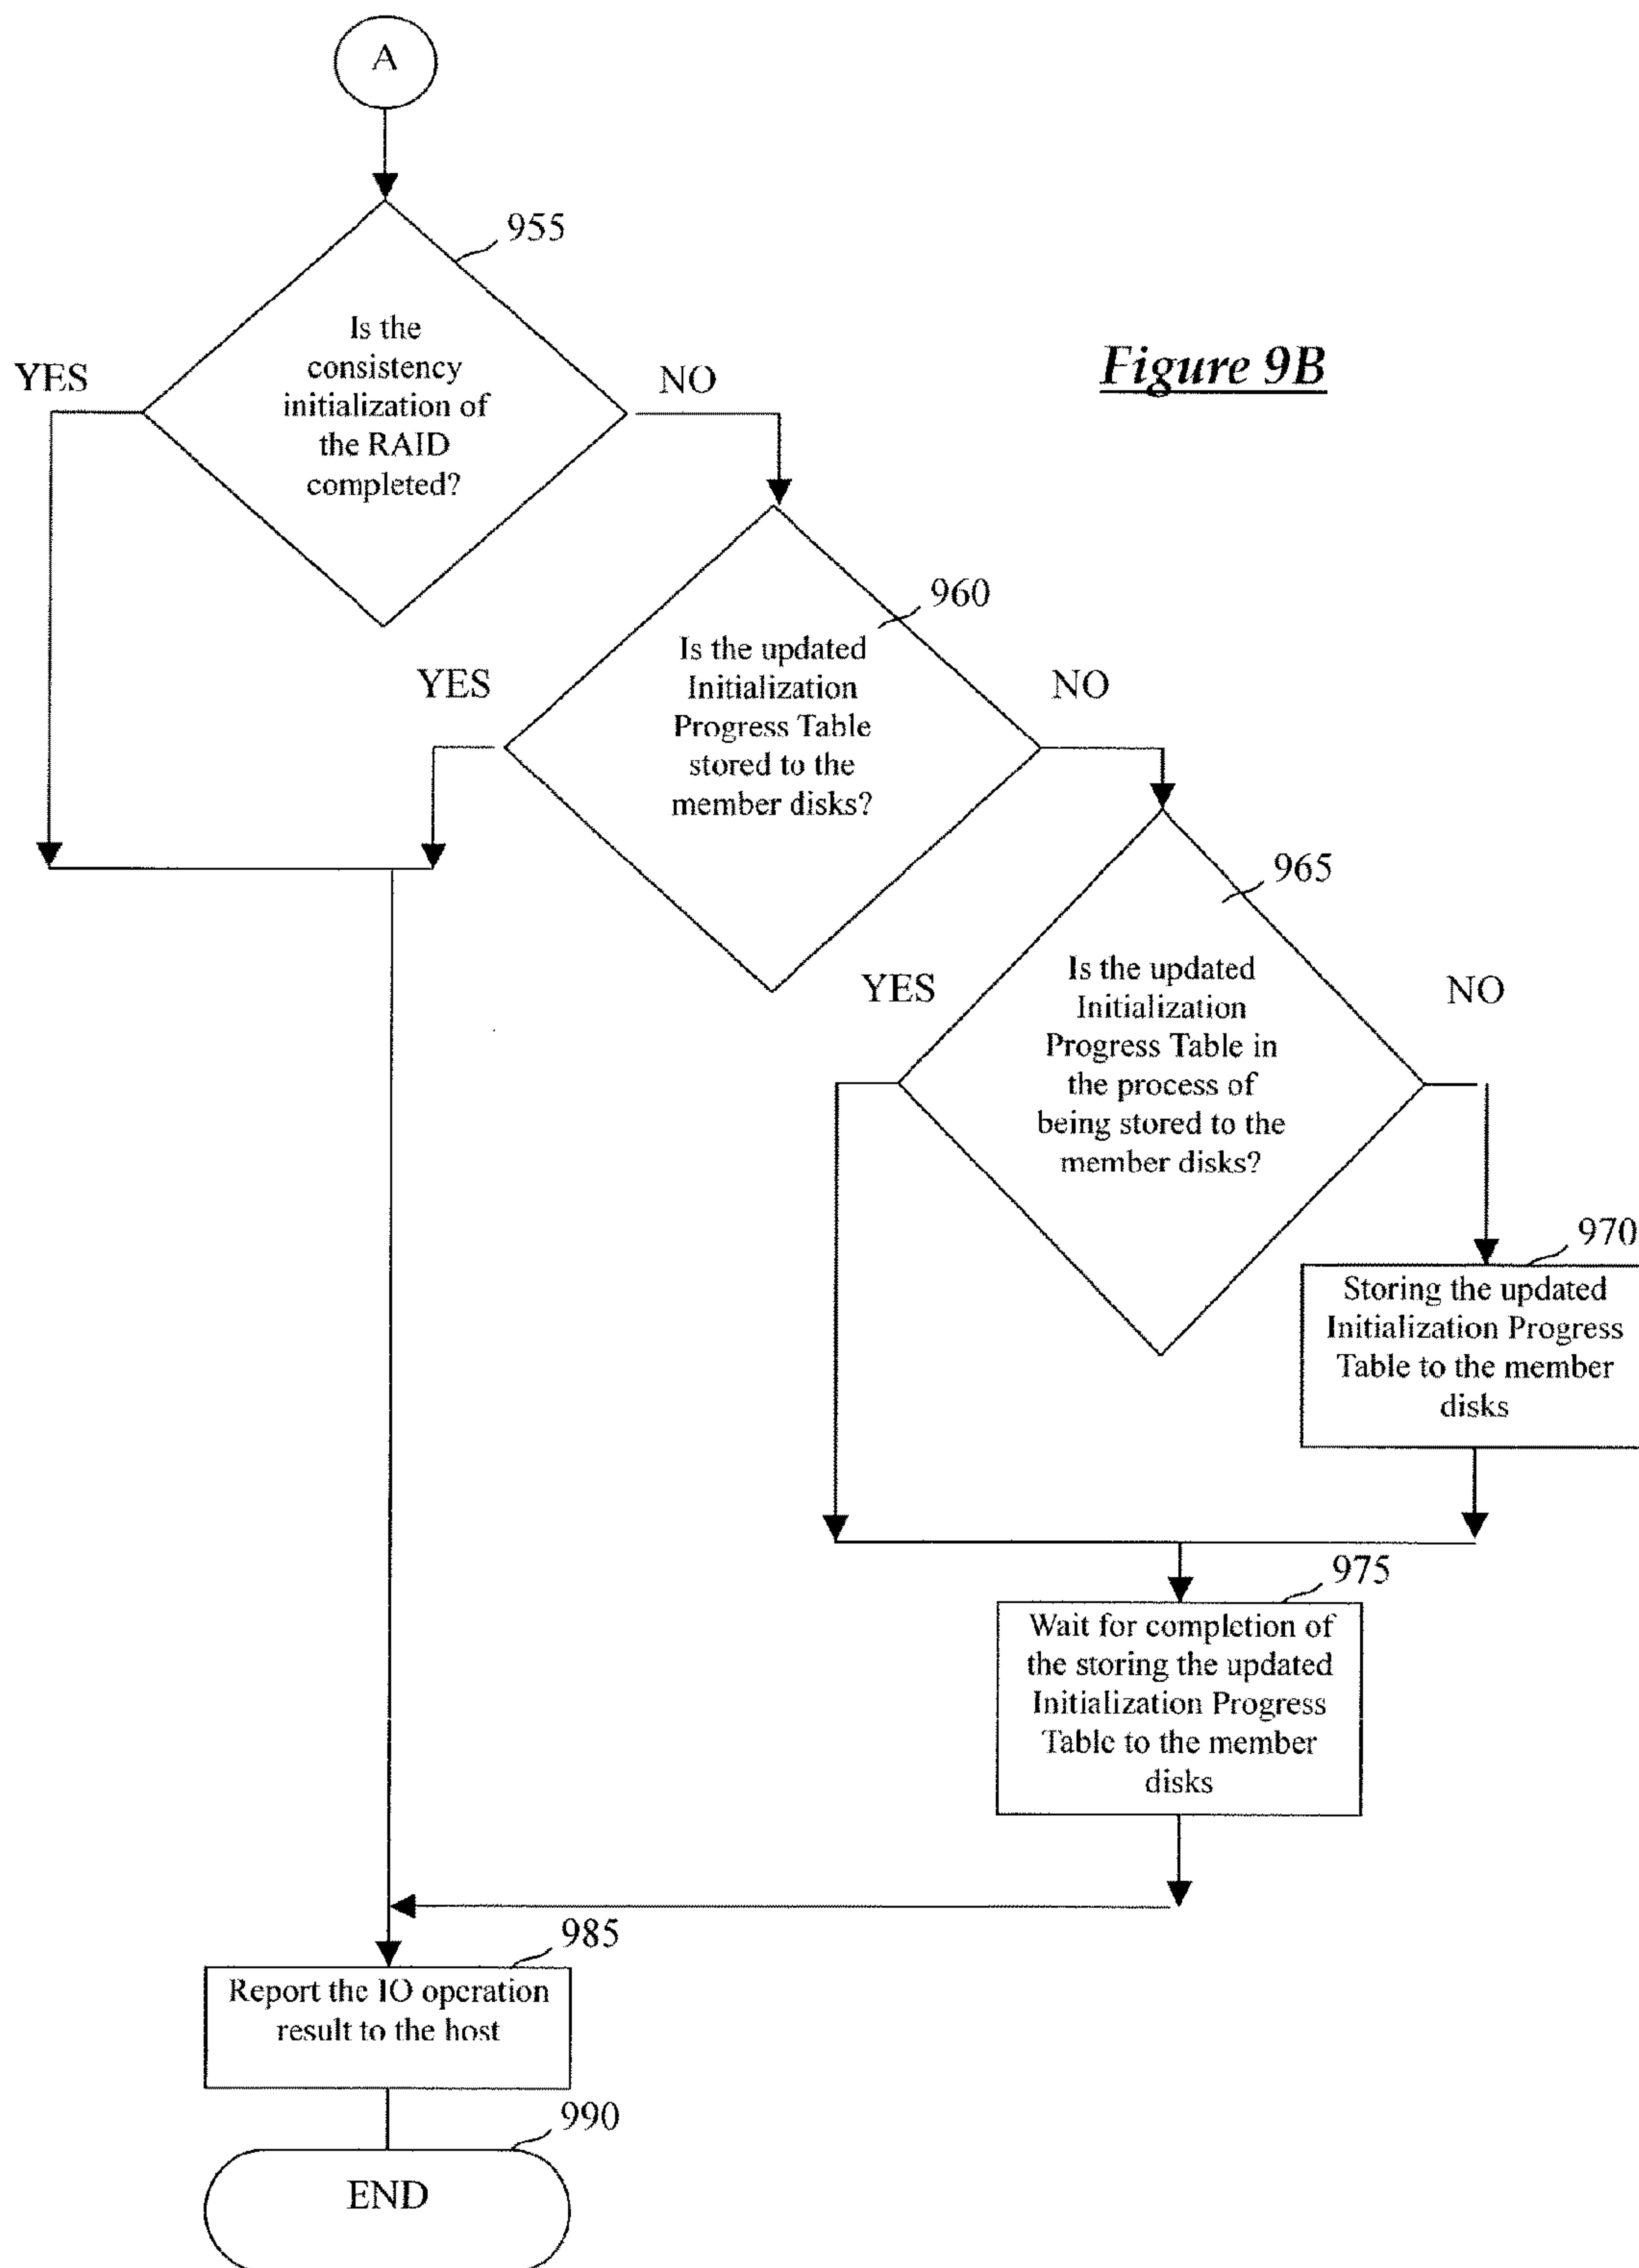 A
955
Is the
consistency
initialization of
the RAID
completed?
YES
NO
Figure 9B
960
Is the updated
Initialization
Progress Table
stored to the
member disks?
YES
NO
965
Is the updated
Initialization
Progress Table in
the process of
being stored to the
member disks?
YES
NO
970
Storing the updated
Initialization Progress
Table to the member
disks
975
Wait for completion of
the storing the updated
Initialization Progress
Table to the member
disks
985
Report the IO operation
result to the host
990
END